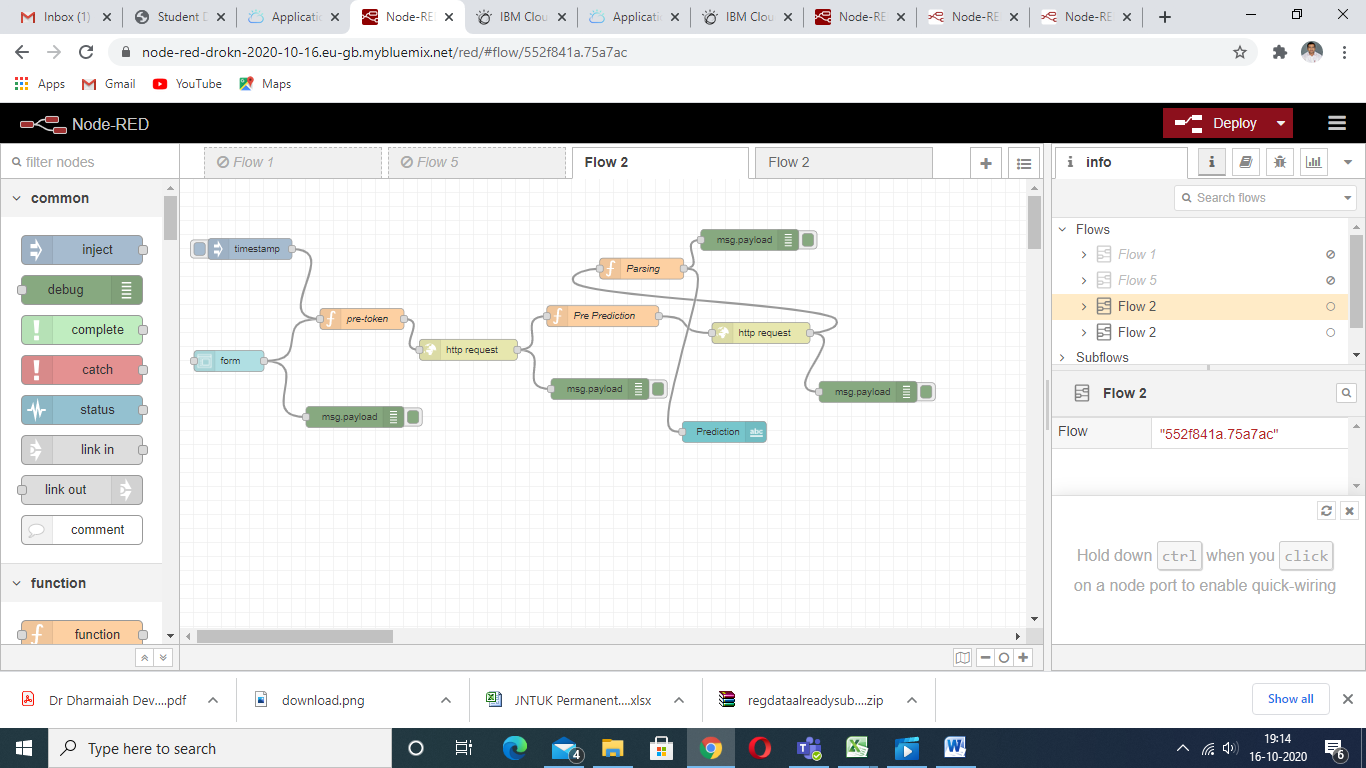 Inbox (1) Student D Application Node-RE IBM Clou Application IBM Clou Node-RE Node-RE Node-RE
node-red-drokn-2020-10-16.eu-gb.mybluemix.net/red/#flow/552f841a.75a7ac
Apps Gmail YouTube Maps
Node-RED Deploy
filter nodes Flow 1 Flow 5 Flow 2 Flow 2 i info i
common
Search flows
Flows
Flow 1
Flow 5
Flow 2
Flow 2
Subflows
inject
debug
complete
catch
status
link in
link out
comment
function
function
timestamp
form
pre-token
msg.payload
http request
Pre Prediction
msg.payload
Parsing
msg.payload
http request
msg.payload
Prediction abc
Flow 2
Flow "552f841a.75a7ac"
Hold down ctrl when you click
on a node port to enable quick-wiring
Dr Dharmaiah Dev....pdf download.png JNTUK Permanent....xlsx regdataalreadysub....zip Show all
Type here to search 4 19:14
16-10-2020 6